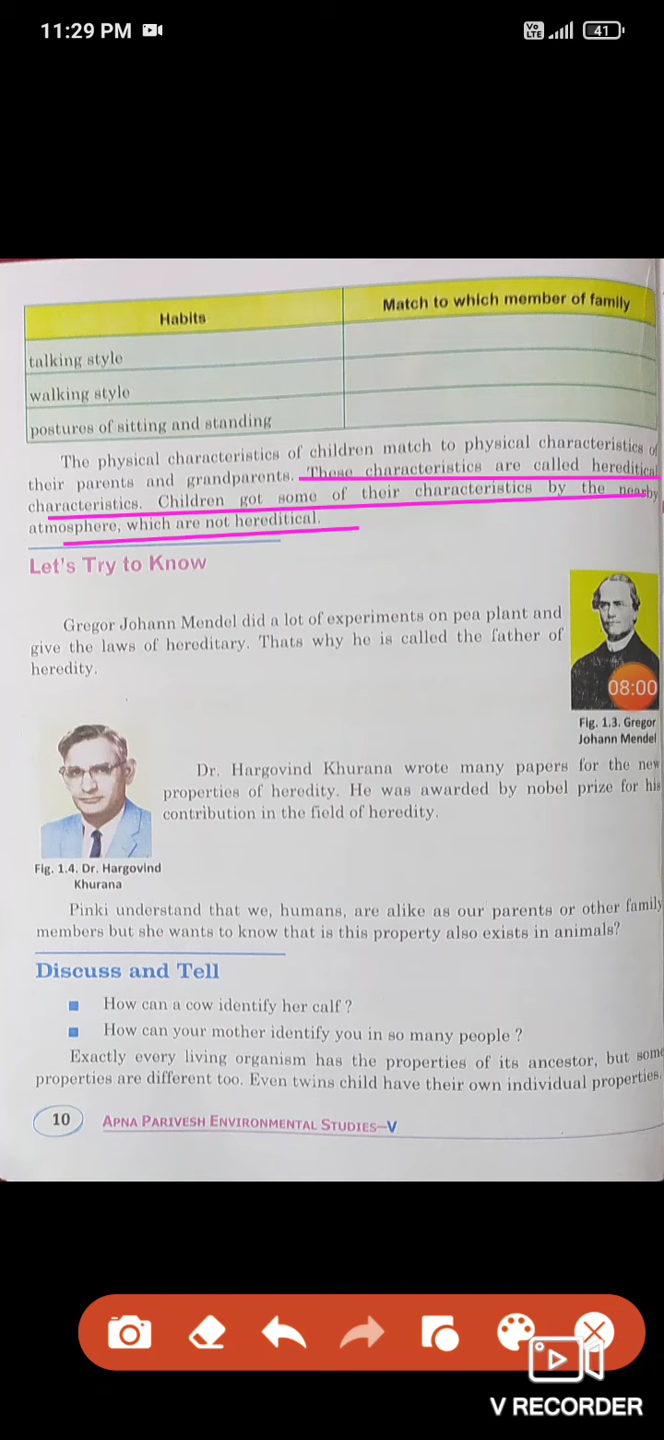 11:29 PM
Vo LTE 41
Habits Match to which member of family
talking style
walking style
postures of sitting and standing
The physical characteristics of children match to physical characteristics of
their parents and grandparents. These characteristics are called hereditical
characteristics. Children got some of their characteristics by the nearby
atmosphere, which are not hereditical.
Let's Try to Know
Gregor Johann Mendel did a lot of experiments on pea plant and
give the laws of hereditary. Thats why he is called the father of
heredity.
08:00
Fig. 1.3. Gregor
Johann Mendel
Dr. Hargovind Khurana wrote many papers for the new
properties of heredity. He was awarded by nobel prize for his
contribution in the field of heredity.
Fig. 1.4. Dr. Hargovind
Khurana
Pinki understand that we, humans, are alike as our parents or other family
members but she wants to know that is this property also exists in animals?
Discuss and Tell
How can a cow identify her calf ?
How can your mother identify you in so many people ?
Exactly every living organism has the properties of its ancestor, but some
properties are different too. Even twins child have their own individual properties.
10 APNA PARIVESH ENVIRONMENTAL STUDIES–V
V RECORDER